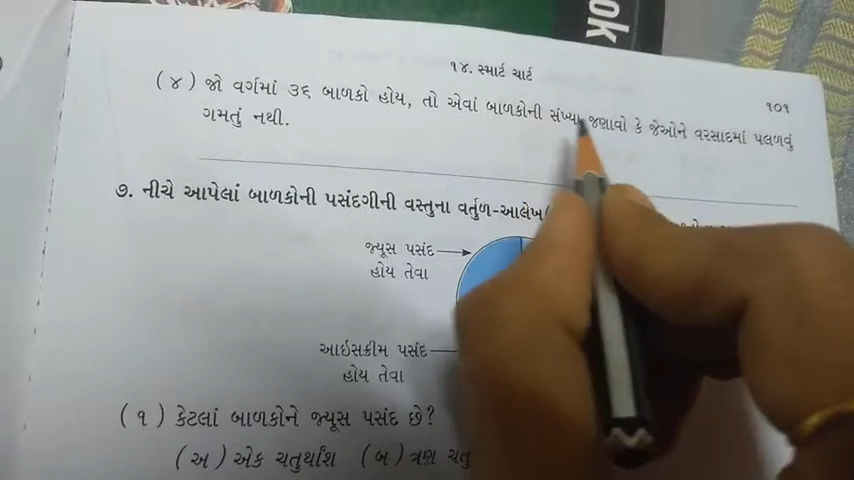 ok
૧૪. સ્માર્ટ ચાર્ટ
૧૦૧
(૪) જો વર્ગમાં ૩૬ બાળકો હોય, તો એવાં બાળકોની સંખ્યા જણાવો કે જેઓને વરસાદમાં પલળવું
ગમતું નથી.
૭. નીચે આપેલાં બાળકોની પસંદગીની વસ્તુના વર્તુળ-આલેખ
જ્યૂસ પસંદ
હોય તેવા
આઇસક્રીમ પસંદ
હોય તેવા
(૧) કેટલાં બાળકોને જ્યૂસ પસંદ છે?
(અ) એક ચતુર્થાંશ (બ) ત્રણ